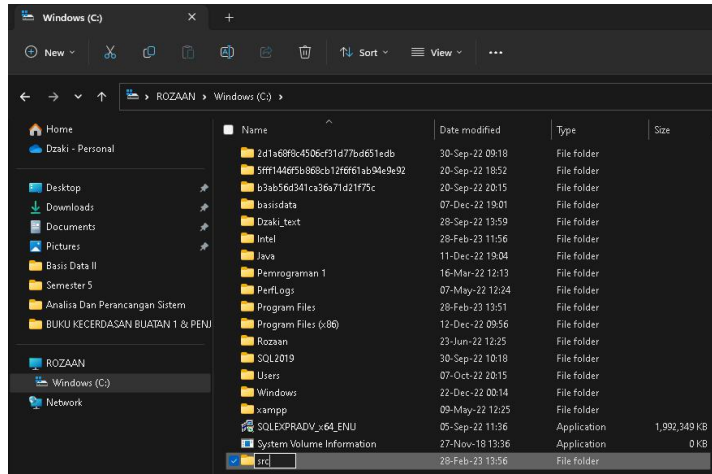 Windows (C:)
New
Sort
View
ROZAAN > Windows (C:) >
Home
Dzaki - Personal
Desktop
Downloads
Documents
Pictures
Basis Data II
Semester 5
Analisa Dan Perancangan Sistem
BUKU KECERDASAN BUATAN 1 & PENJ
ROZAAN
Windows (C:)
Network
Name Date modified Type Size
2d1a68f8c4506cf31d77bd651edb 30-Sep-22 09:18 File folder
5fff1446f5b868cb12f6f61ab94e9e92 20-Sep-22 18:52 File folder
b3ab56d341ca36a71d21f75c 20-Sep-22 20:15 File folder
basisdata 07-Dec-22 19:01 File folder
Dzaki_text 28-Sep-22 13:59 File folder
Intel 28-Feb-23 11:56 File folder
Java 11-Dec-22 19:04 File folder
Pemrograman 1 16-Mar-22 12:13 File folder
PerfLogs 07-May-22 12:24 File folder
Program Files 28-Feb-23 13:51 File folder
Program Files (x86) 12-Dec-22 09:56 File folder
Rozaan 23-Jun-22 12:25 File folder
SQL2019 30-Sep-22 10:18 File folder
Users 07-Oct-22 20:15 File folder
Windows 22-Dec-22 00:14 File folder
xampp 09-May-22 12:25 File folder
SQLEXPRADV_x64_ENU 05-Sep-22 11:36 Application 1,992,349 KB
System Volume Information 27-Nov-18 13:36 Application 0 KB
src 28-Feb-23 13:56 File folder